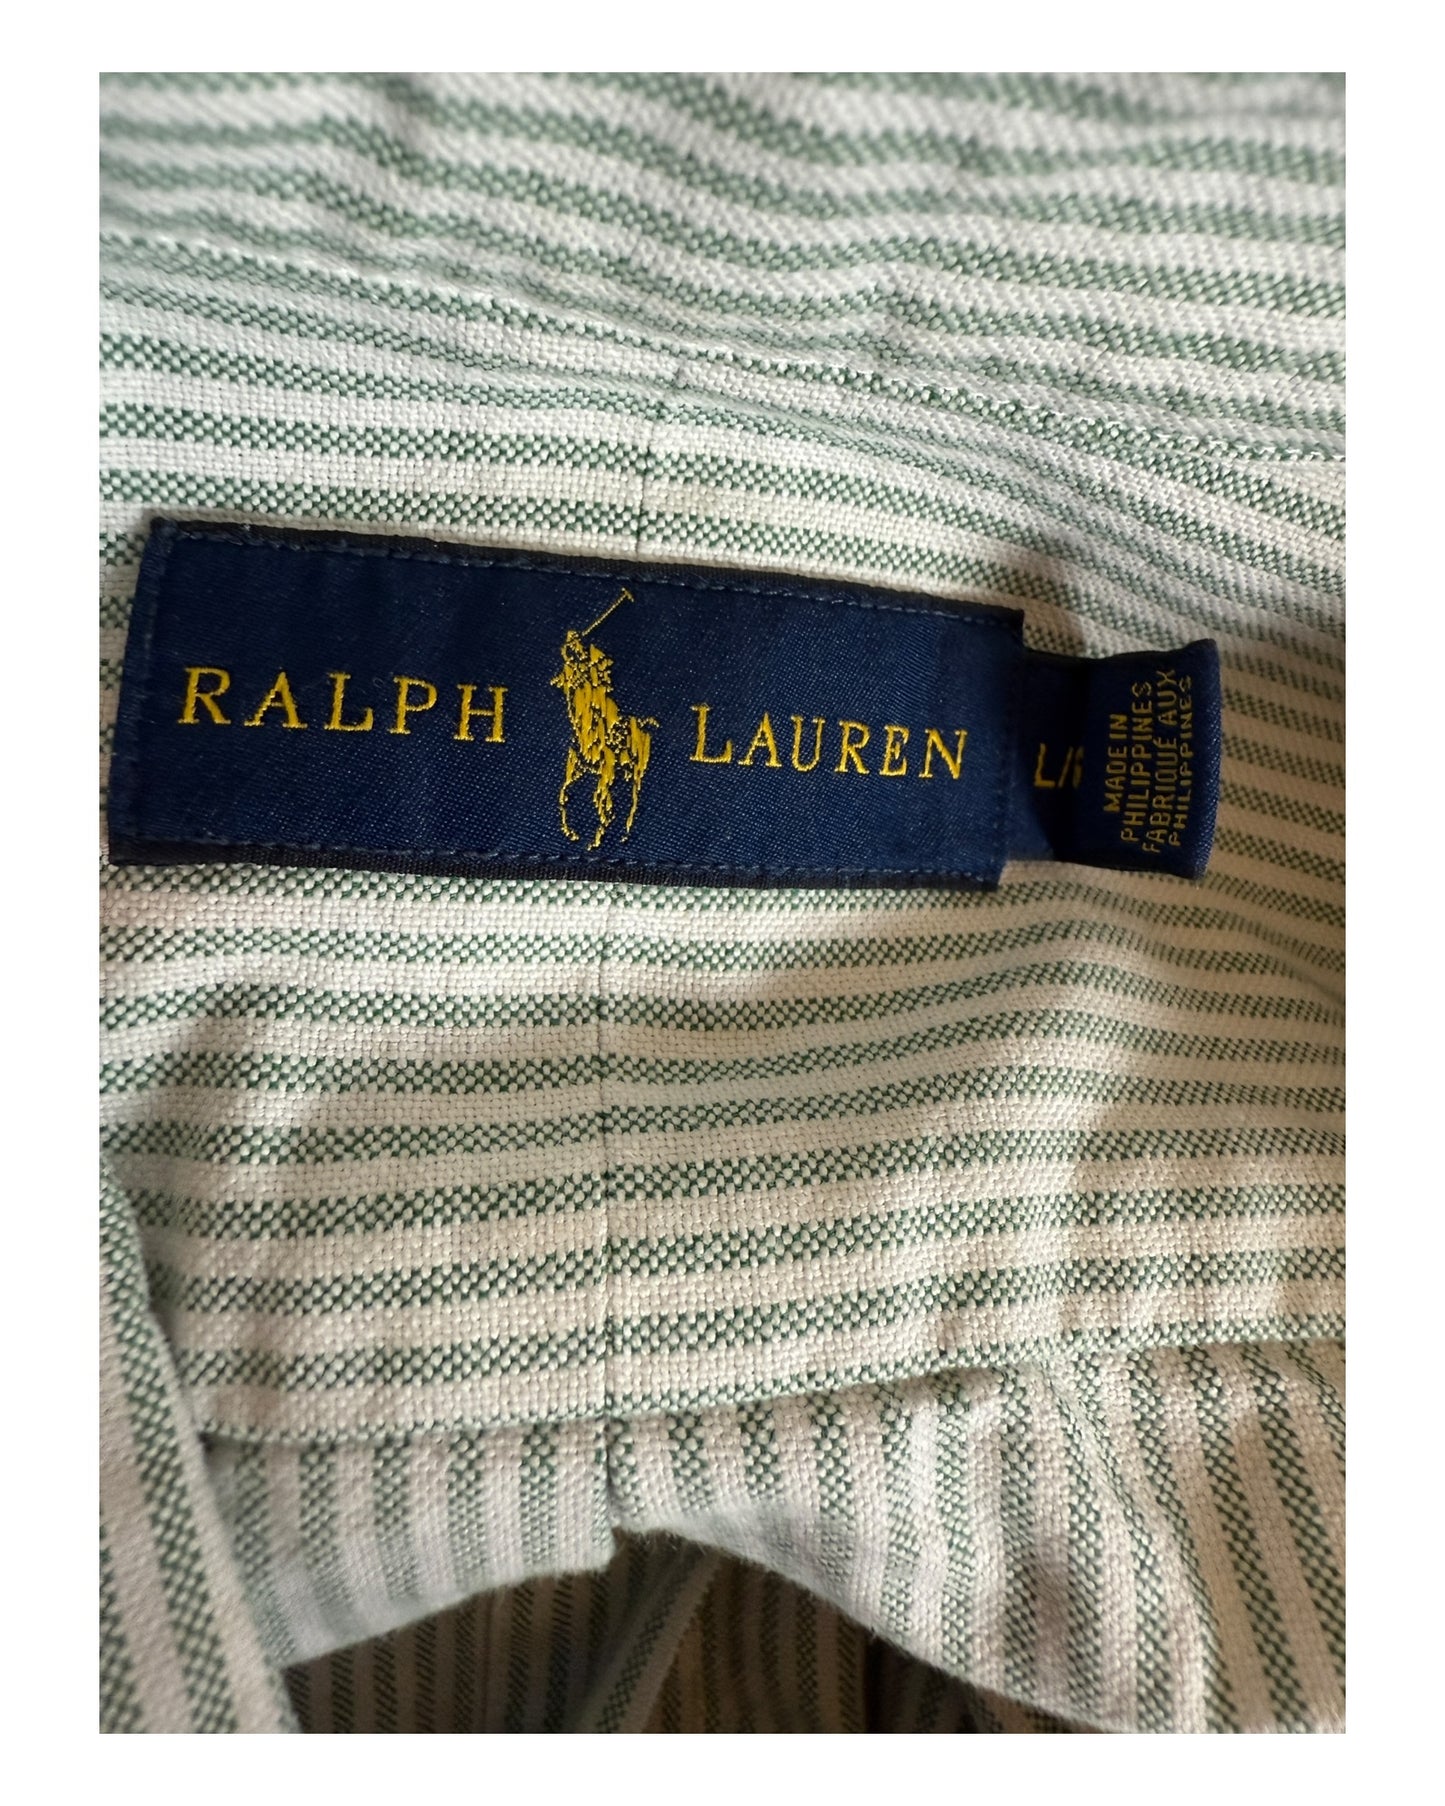 RALPH LAUREN
L/G
MADE IN
PHILIPPINES
FABRIQUÉ AUX
PHILIPPINES